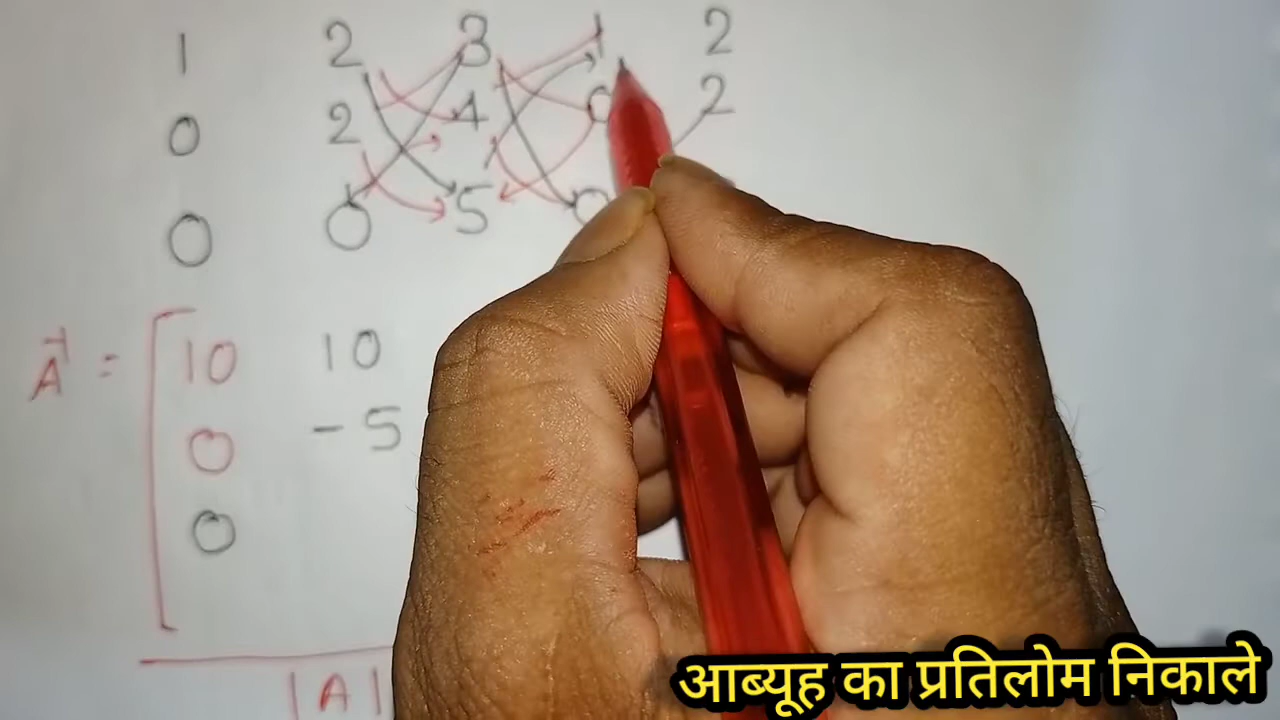 1 2 3 1 2
0 2 4 0 2
0 0 5 0
A⁻¹ = [ 10 10
0 -5
0
|A|
आब्यूह का प्रतिलोम निकाले